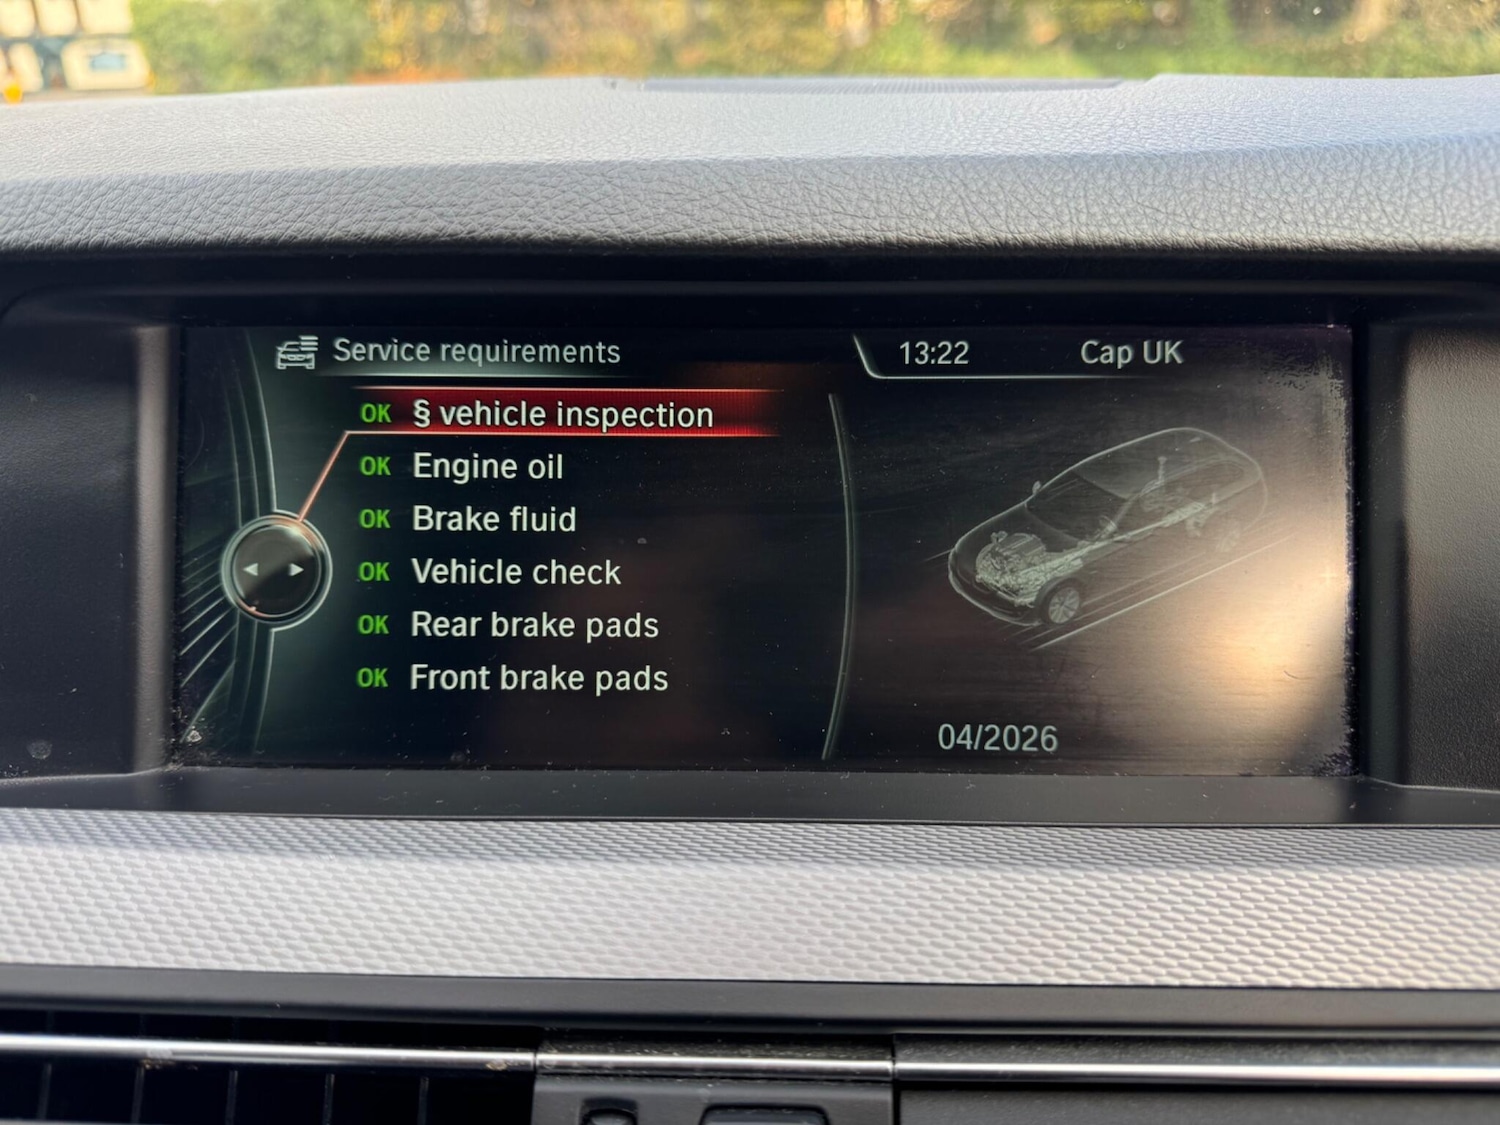 Service requirements
13:22
Cap UK
OK § vehicle inspection
OK Engine oil
OK Brake fluid
OK Vehicle check
OK Rear brake pads
OK Front brake pads
04/2026